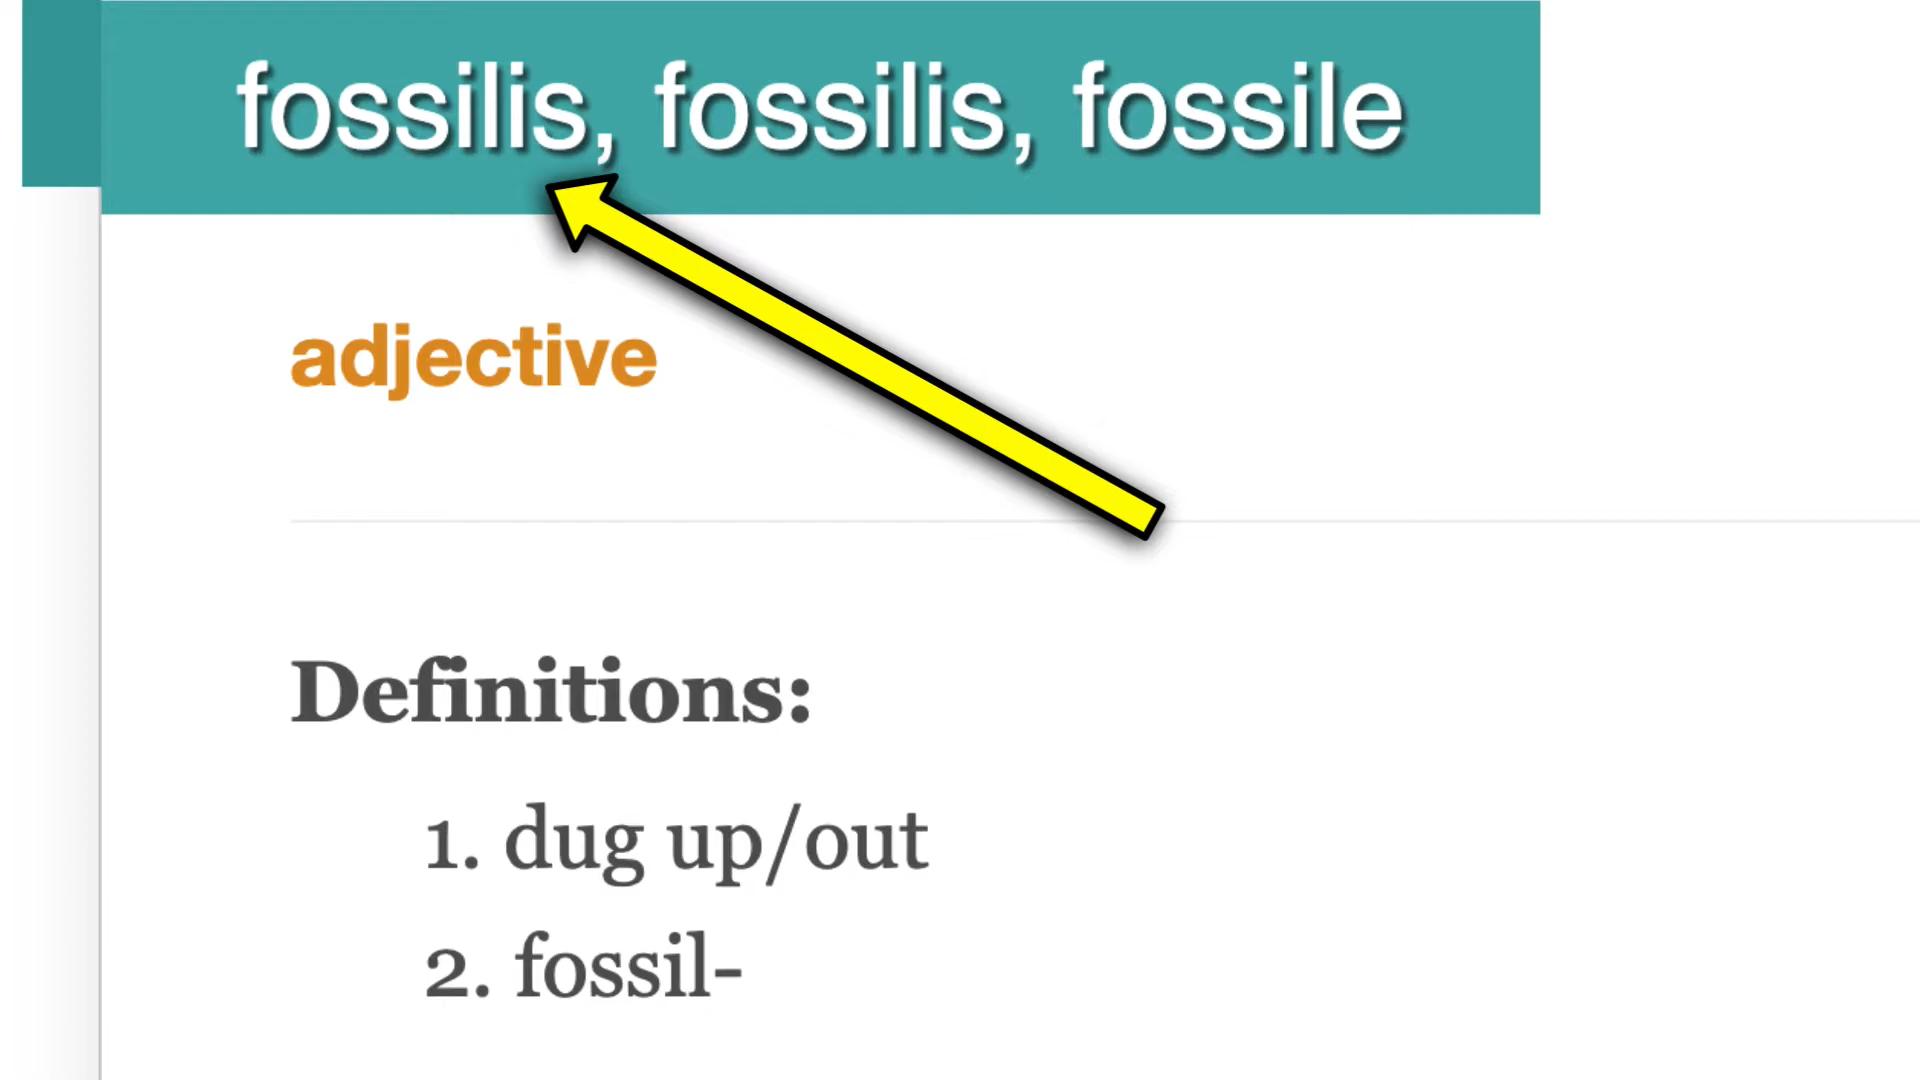 fossilis, fossilis, fossile
adjective
Definitions:
1. dug up/out
2. fossil-